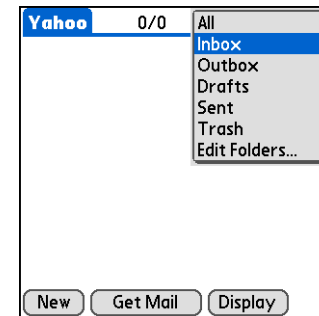 Yahoo 0/0 All
Inbox
Outbox
Drafts
Sent
Trash
Edit Folders...
New Get Mail Display